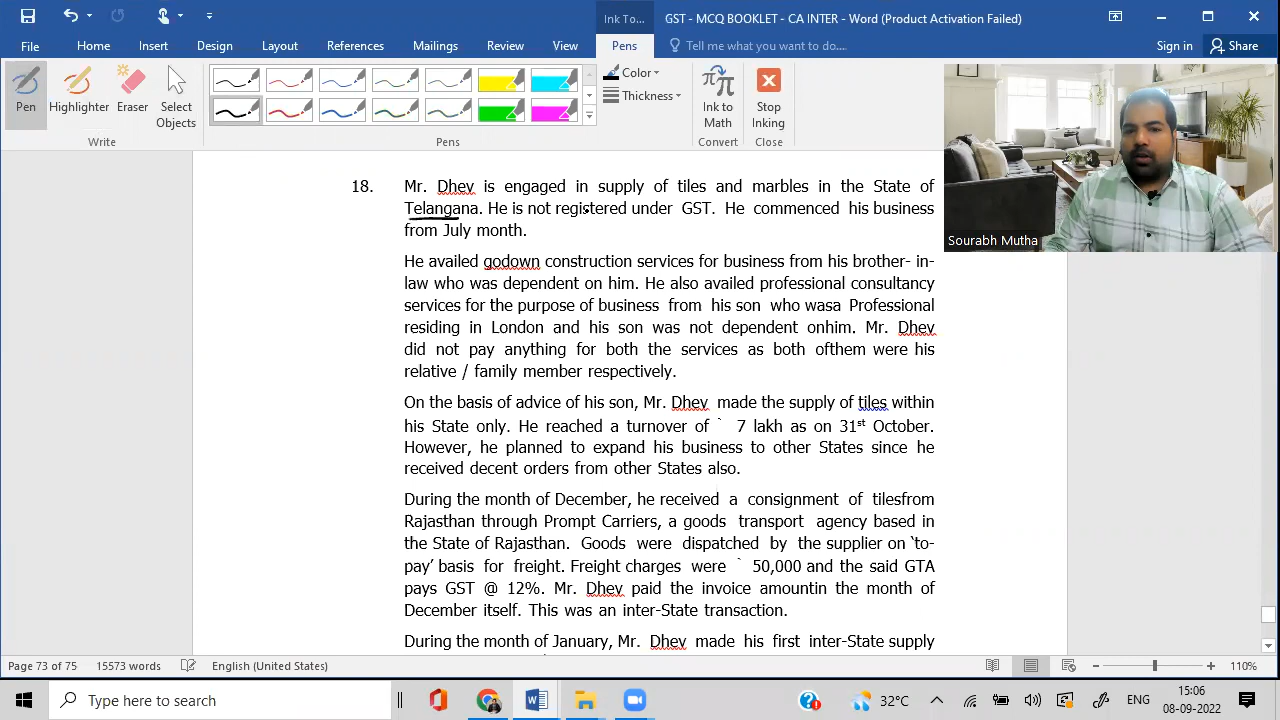 Ink To...
GST - MCQ BOOKLET - CA INTER - Word (Product Activation Failed)
File Home Insert Design Layout References Mailings Review View Pens Tell me what you want to do... Sign in Share
Pen Highlighter Eraser Select Objects
Color
Thickness
Ink to Math
Stop Inking
Write Pens Convert Close
Sourabh Mutha
18. Mr. Dhev is engaged in supply of tiles and marbles in the State of
Telangana. He is not registered under GST. He commenced his business
from July month.
He availed godown construction services for business from his brother- in-
law who was dependent on him. He also availed professional consultancy
services for the purpose of business from his son who wasa Professional
residing in London and his son was not dependent onhim. Mr. Dhev
did not pay anything for both the services as both ofthem were his
relative / family member respectively.
On the basis of advice of his son, Mr. Dhev made the supply of tiles within
his State only. He reached a turnover of ` 7 lakh as on 31st October.
However, he planned to expand his business to other States since he
received decent orders from other States also.
During the month of December, he received a consignment of tilesfrom
Rajasthan through Prompt Carriers, a goods transport agency based in
the State of Rajasthan. Goods were dispatched by the supplier on ‘to-
pay’ basis for freight. Freight charges were ` 50,000 and the said GTA
pays GST @ 12%. Mr. Dhev paid the invoice amountin the month of
December itself. This was an inter-State transaction.
During the month of January, Mr. Dhev made his first inter-State supply
Page 73 of 75 15573 words English (United States) 110%
Type here to search 32°C ENG 15:06
08-09-2022